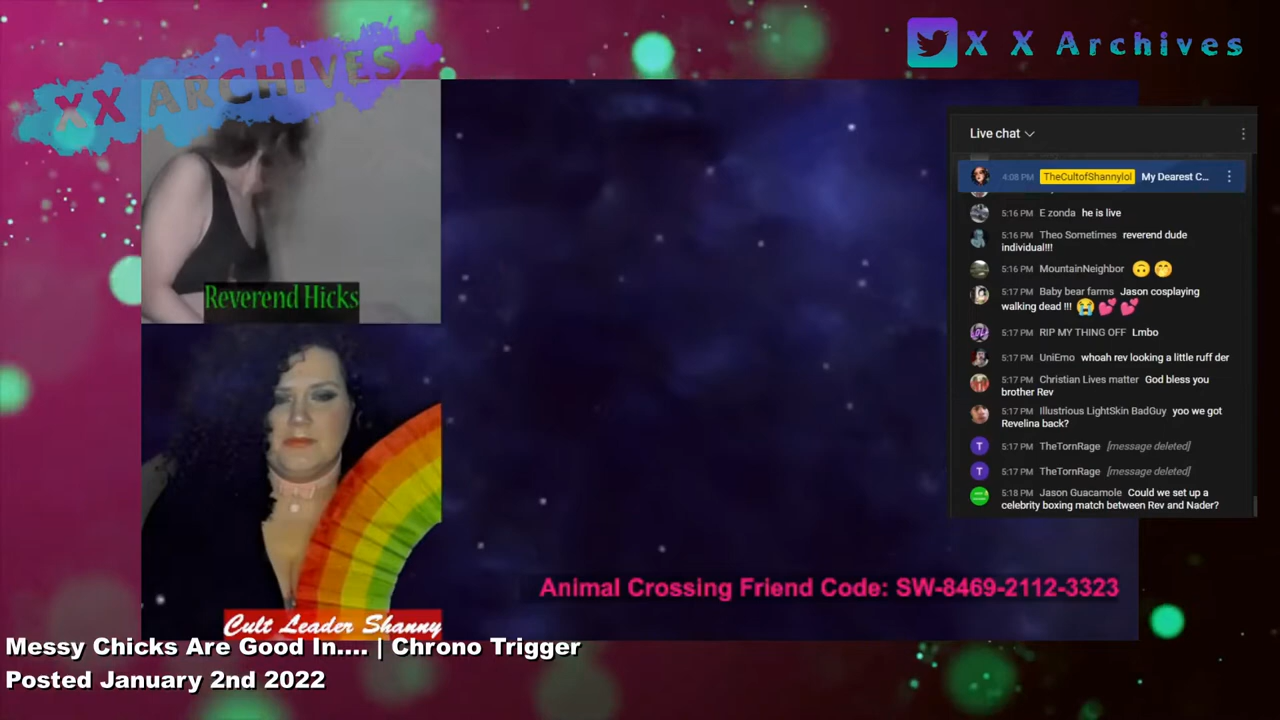 XX ARCHIVES
X X Archives
Live chat
4:08 PM TheCultofShannylol My Dearest C...
5:16 PM E zonda he is live
5:16 PM Theo Sometimes reverend dude
individual!!!
5:16 PM MountainNeighbor 🙃 🤭
5:17 PM Baby bear farms Jason cosplaying
walking dead !!! 😭 💕 💕
5:17 PM RIP MY THING OFF Lmbo
5:17 PM UniEmo whoah rev looking a little ruff der
5:17 PM Christian Lives matter God bless you
brother Rev
5:17 PM Illustrious LightSkin BadGuy yoo we got
Revelina back?
T 5:17 PM TheTornRage [message deleted]
T 5:17 PM TheTornRage [message deleted]
5:18 PM Jason Guacamole Could we set up a
celebrity boxing match between Rev and Nader?
Reverend Hicks
Animal Crossing Friend Code: SW-8469-2112-3323
Cult Leader Shanny
Messy Chicks Are Good In.... | Chrono Trigger
Posted January 2nd 2022